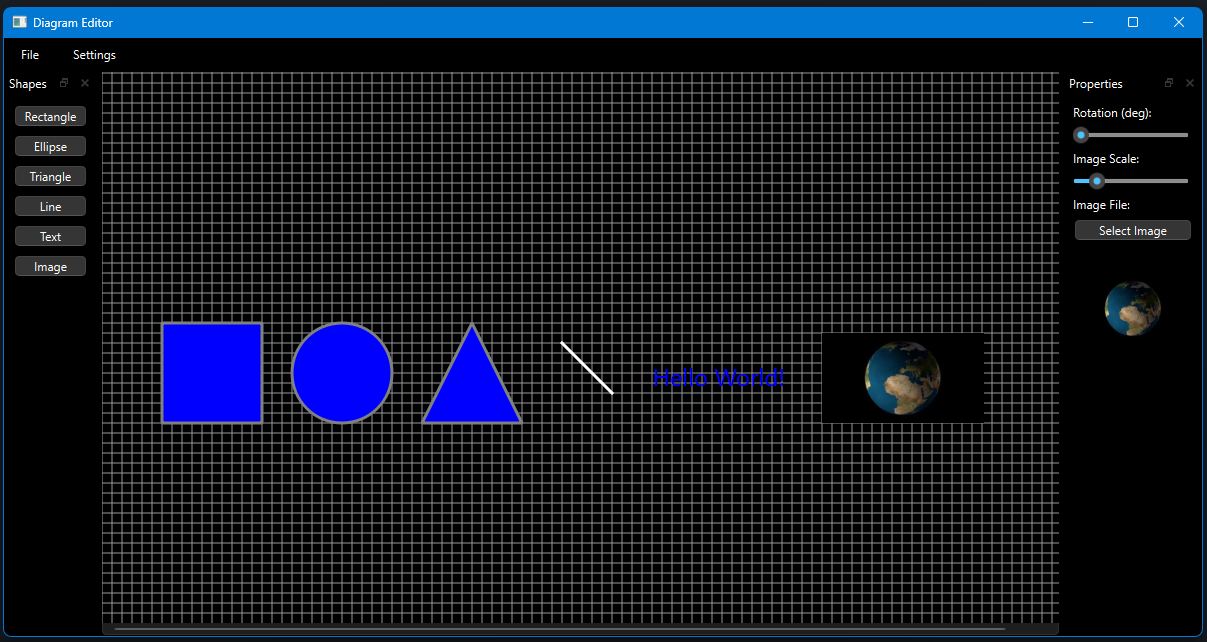 Diagram Editor
File Settings
Shapes
Rectangle
Ellipse
Triangle
Line
Text
Image
Hello World!
Properties
Rotation (deg):
Image Scale:
Image File:
Select Image